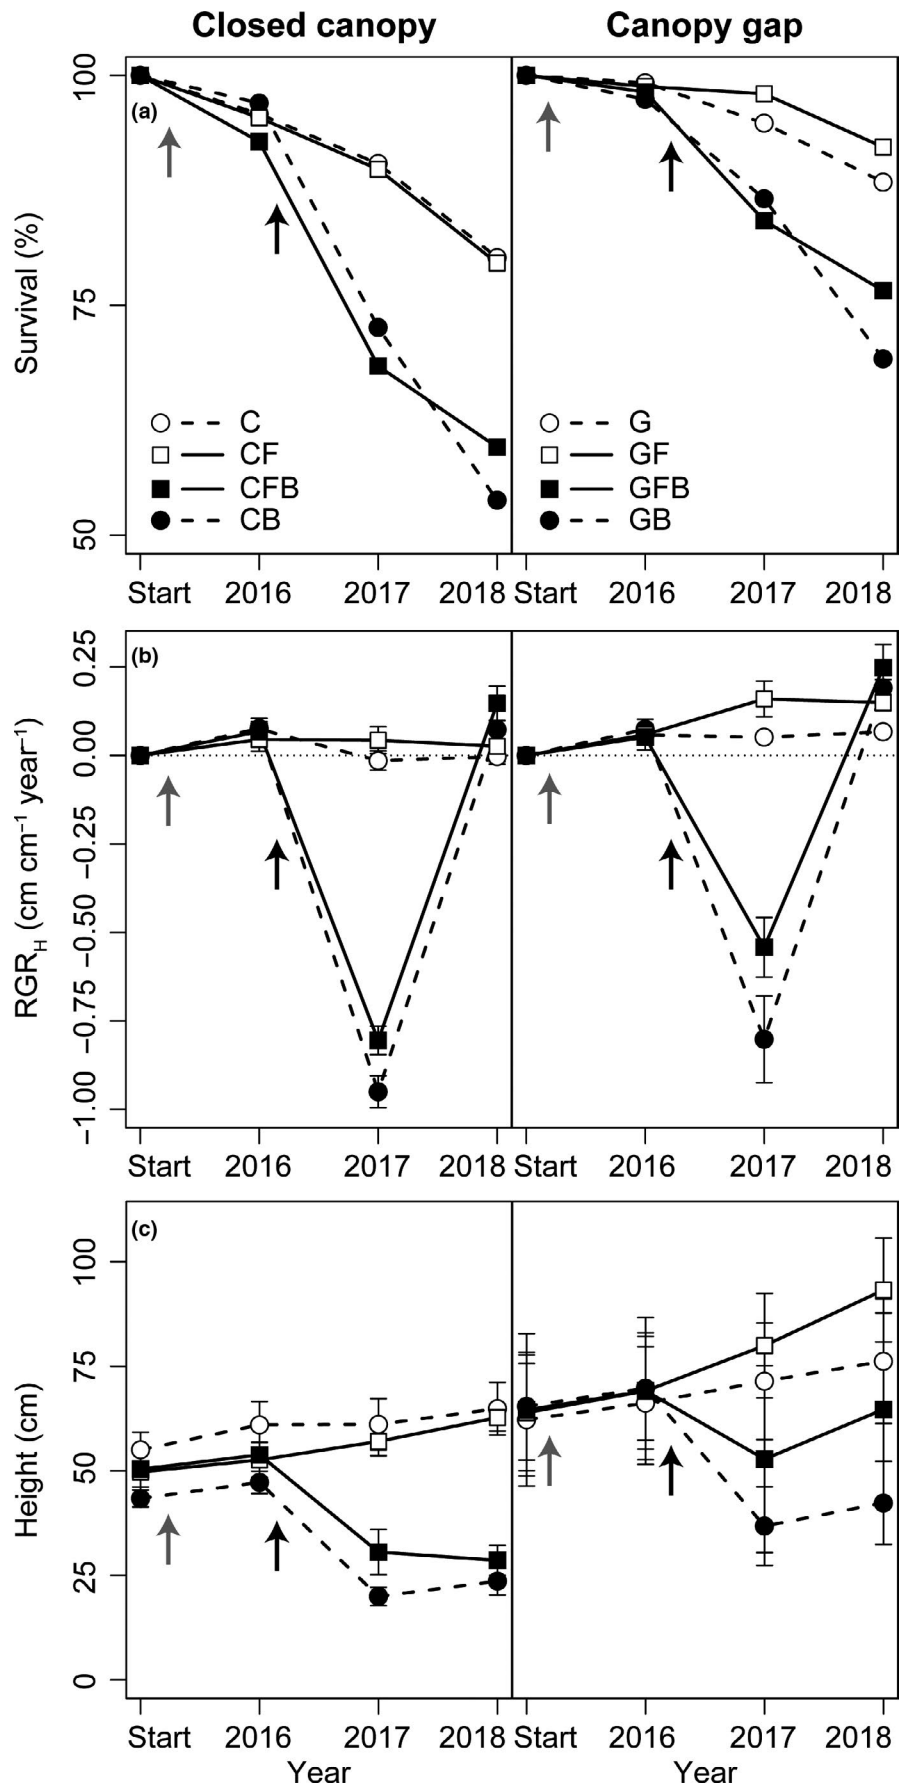 Closed canopy Canopy gap
(a)
Survival (%)
100
75
50
C
CF
CFB
CB
G
GF
GFB
GB
Start 2016 2017 2018 Start 2016 2017 2018
(b)
RGR_H (cm cm⁻¹ year⁻¹)
0.25
0.00
−0.25
−0.50
−0.75
−1.00
Start 2016 2017 2018 Start 2016 2017 2018
(c)
Height (cm)
100
75
50
25
0
Start 2016 2017 2018 Start 2016 2017 2018
Year Year